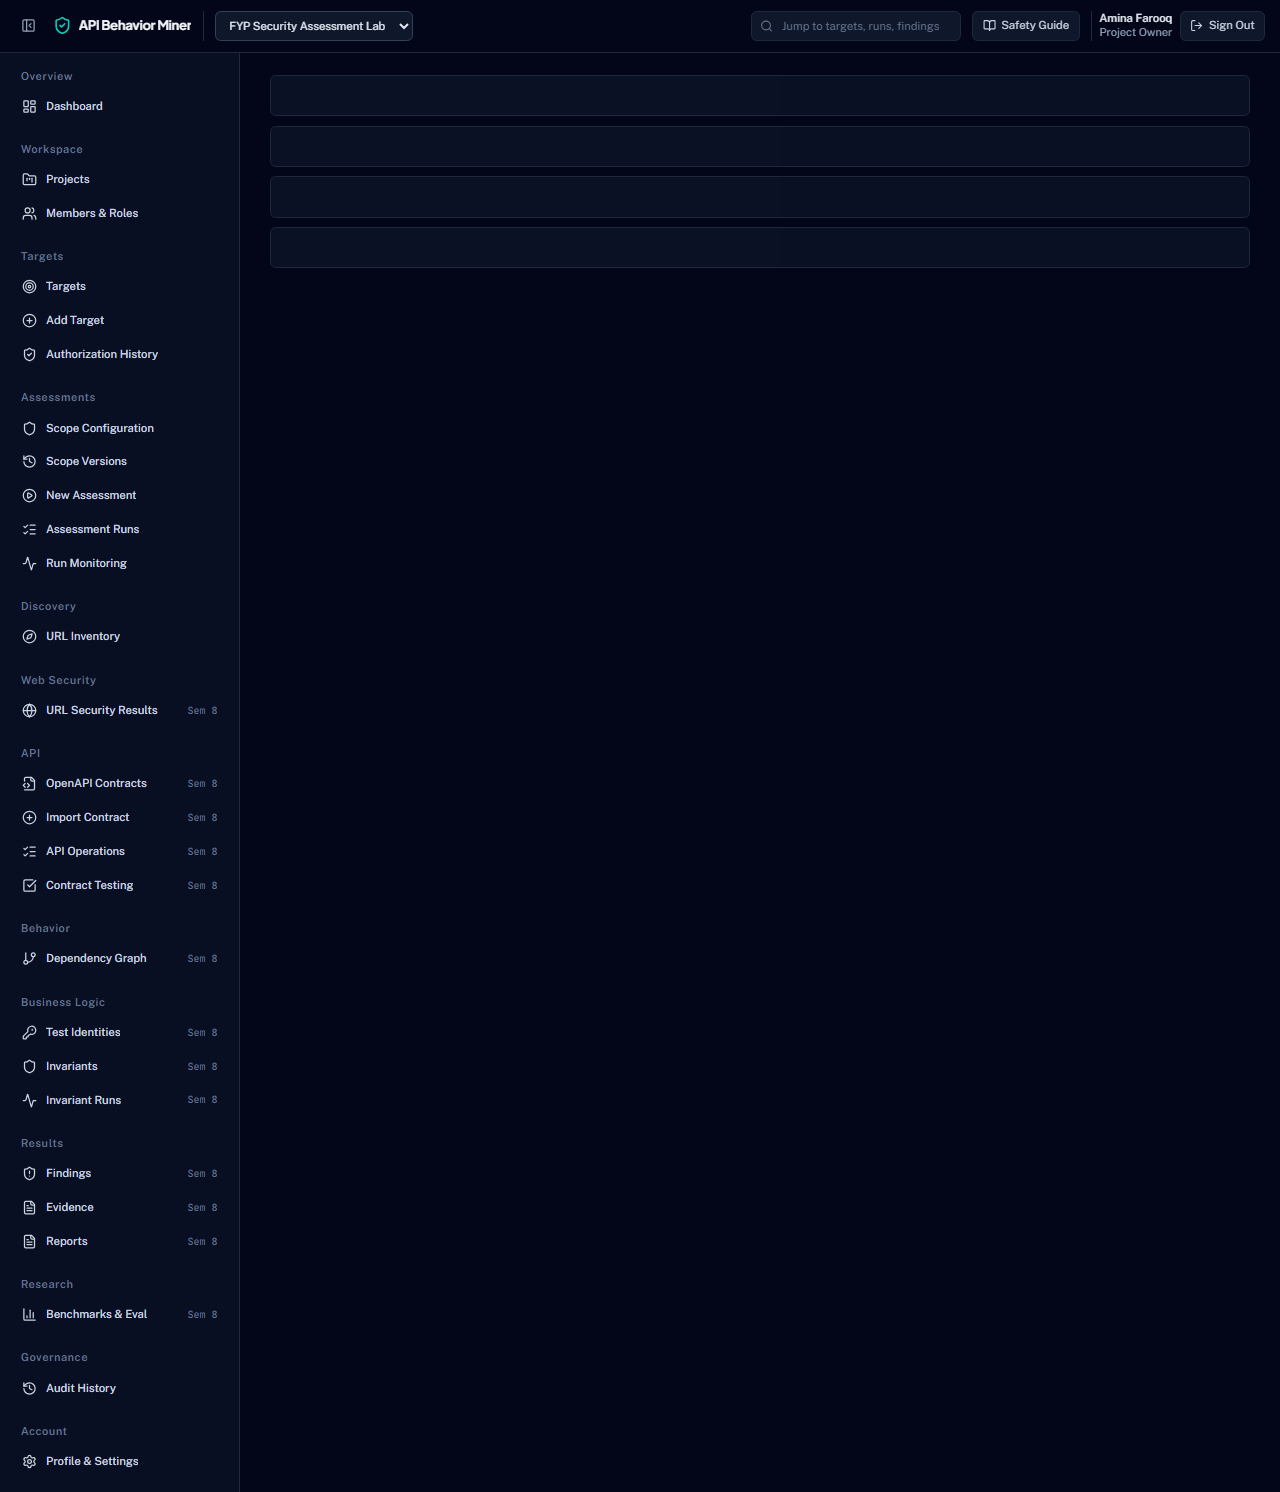 API Behavior Miner
FYP Security Assessment Lab
Jump to targets, runs, findings
Safety Guide
Amina Farooq
Project Owner
Sign Out
Overview
Dashboard
Workspace
Projects
Members & Roles
Targets
Targets
Add Target
Authorization History
Assessments
Scope Configuration
Scope Versions
New Assessment
Assessment Runs
Run Monitoring
Discovery
URL Inventory
Web Security
URL Security Results Sem 8
API
OpenAPI Contracts Sem 8
Import Contract Sem 8
API Operations Sem 8
Contract Testing Sem 8
Behavior
Dependency Graph Sem 8
Business Logic
Test Identities Sem 8
Invariants Sem 8
Invariant Runs Sem 8
Results
Findings Sem 8
Evidence Sem 8
Reports Sem 8
Research
Benchmarks & Eval Sem 8
Governance
Audit History
Account
Profile & Settings